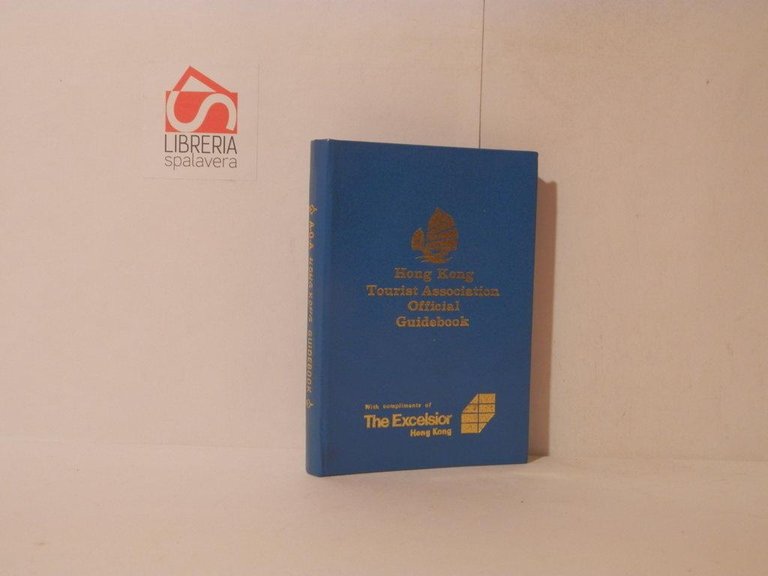 LIBRERIA
spalavera
A-O-A HONG KONG GUIDEBOOK
Hong Kong
Tourist Association
Official
Guidebook
With compliments of
The Excelsior
Hong Kong